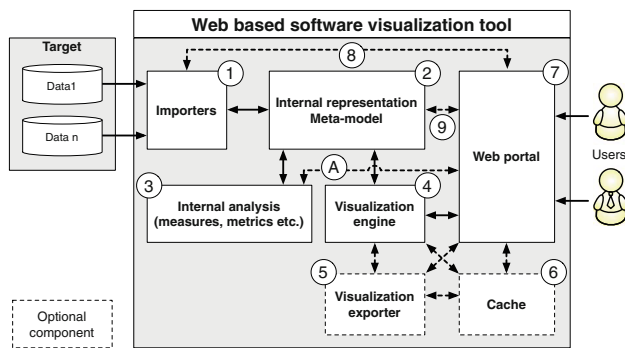 Web based software visualization tool
Target
Data1
Data n
8
1
Importers
2
Internal representation
Meta-model
9
7
Web portal
Users
A
3
Internal analysis
(measures, metrics etc.)
4
Visualization
engine
5
Visualization
exporter
6
Cache
Optional
component